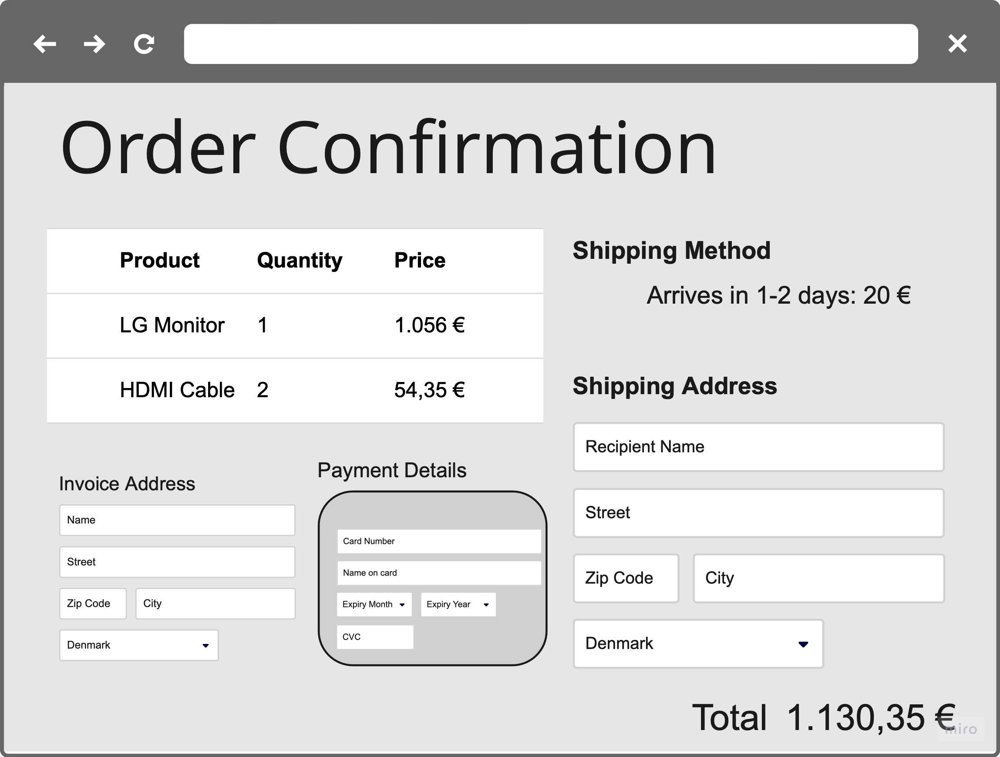 Order Confirmation
Product Quantity Price
LG Monitor 1 1.056 €
HDMI Cable 2 54,35 €
Shipping Method
Arrives in 1-2 days: 20 €
Shipping Address
Recipient Name
Street
Zip Code City
Denmark
Invoice Address
Name
Street
Zip Code City
Denmark
Payment Details
Card Number
Name on card
Expiry Month Expiry Year
CVC
Total 1.130,35 €
miro